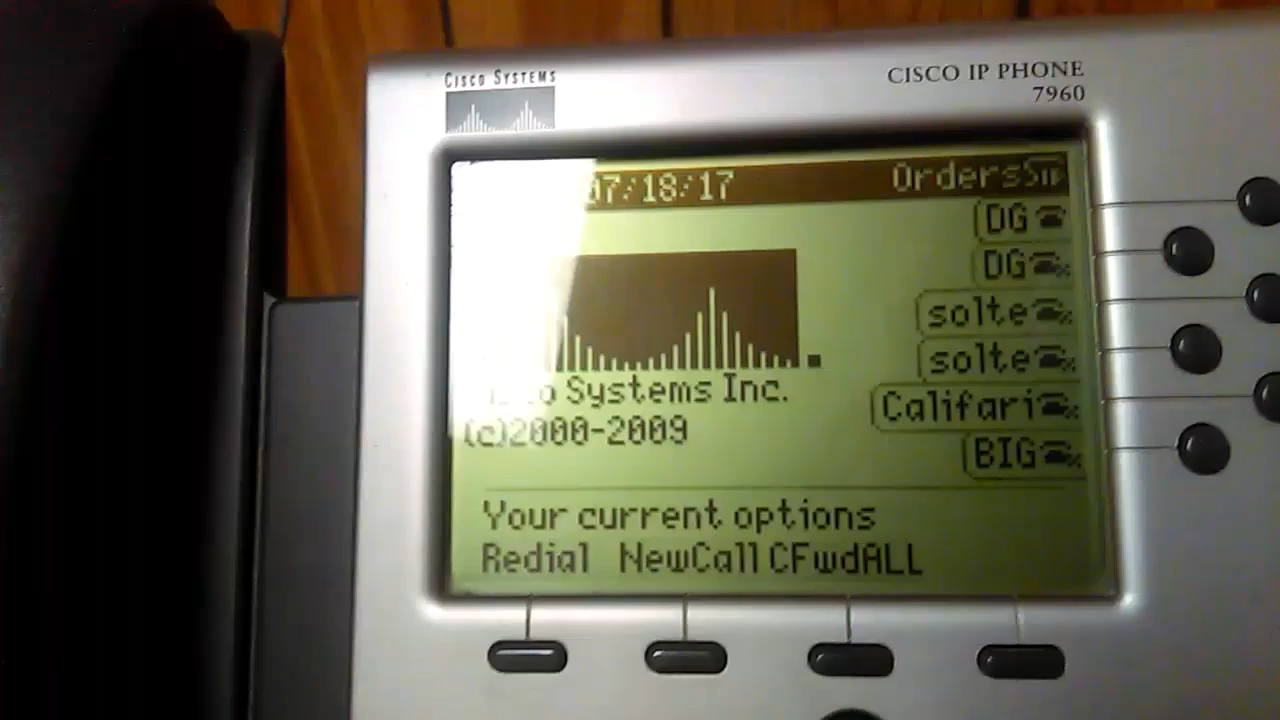 CISCO SYSTEMS
CISCO IP PHONE
7960
07/18/17 Orders
DG
DG
solte
solte
Califari
BIG
Systems Inc.
(c)2000-2009
Your current options
Redial NewCall CFwdALL